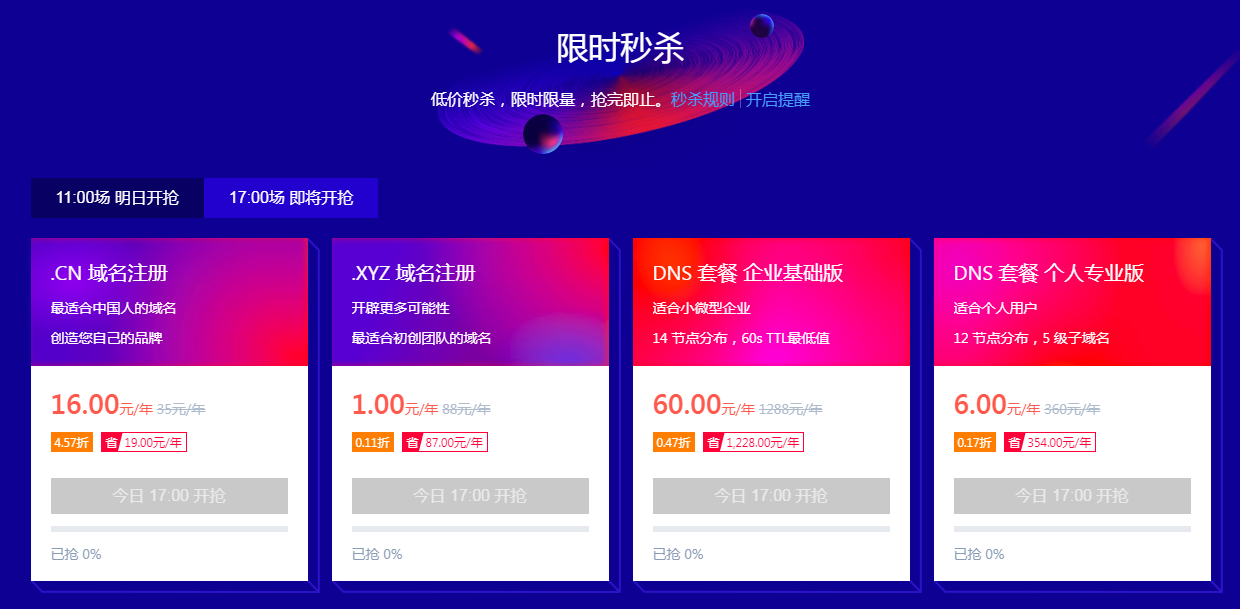 限时秒杀
低价秒杀，限时限量，抢完即止。秒杀规则 | 开启提醒
11:00场 明日开抢 17:00场 即将开抢
.CN 域名注册
最适合中国人的域名
创造您自己的品牌
16.00元/年 35元/年
4.57折 省 19.00元/年
今日 17:00 开抢
已抢 0%
.XYZ 域名注册
开辟更多可能性
最适合初创团队的域名
1.00元/年 88元/年
0.11折 省 87.00元/年
今日 17:00 开抢
已抢 0%
DNS 套餐 企业基础版
适合小微型企业
14 节点分布，60s TTL最低值
60.00元/年 1288元/年
0.47折 省 1,228.00元/年
今日 17:00 开抢
已抢 0%
DNS 套餐 个人专业版
适合个人用户
12 节点分布，5 级子域名
6.00元/年 360元/年
0.17折 省 354.00元/年
今日 17:00 开抢
已抢 0%